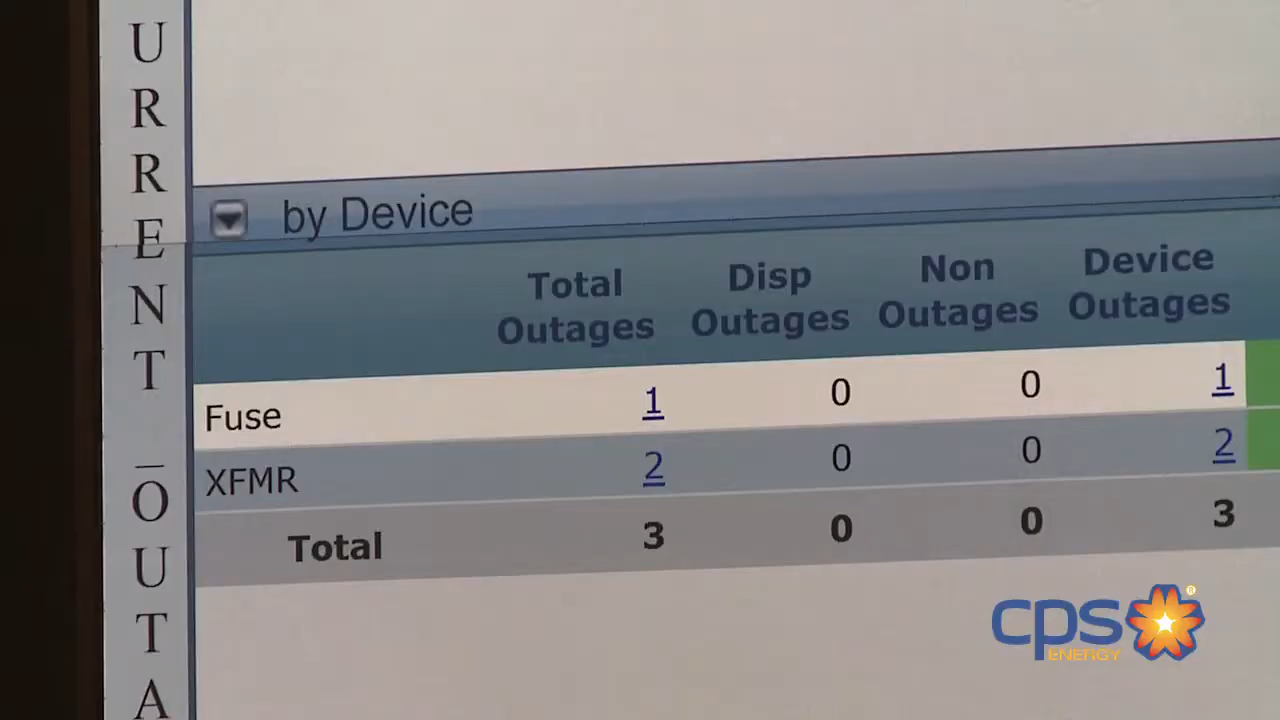 URRENT_OUTA
by Device
Total Outages Disp Outages Non Outages Device Outages
Fuse 1 0 0 1
XFMR 2 0 0 2
Total 3 0 0 3
cps
ENERGY
®